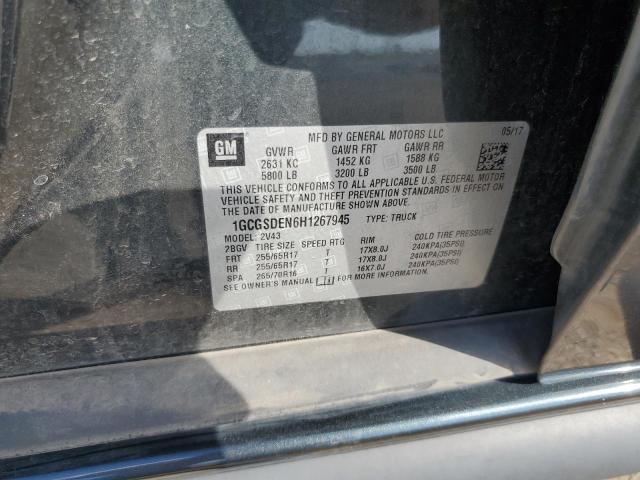 GM
MFD BY GENERAL MOTORS LLC 05/17
GVWR GAWR FRT GAWR RR
2631 KG 1452 KG 1588 KG
5800 LB 3200 LB 3500 LB
THIS VEHICLE CONFORMS TO ALL APPLICABLE U.S. FEDERAL MOTOR
VEHICLE SAFETY AND THEFT PREVENTION STANDARDS IN EFFECT
ON THE DATE OF MANUFACTURE SHOWN ABOVE.
1GCGSDEN6H1267945 TYPE: TRUCK
MODEL: 2V43
2BGV TIRE SIZE SPEED RTG RIM COLD TIRE PRESSURE
FRT 255/65R17 T 17X8.0J 240KPA(35PSI)
RR 255/65R17 T 17X8.0J 240KPA(35PSI)
SPA 265/70R16 T 16X7.0J 240KPA(35PSI)
SEE OWNER'S MANUAL FOR MORE INFORMATION.